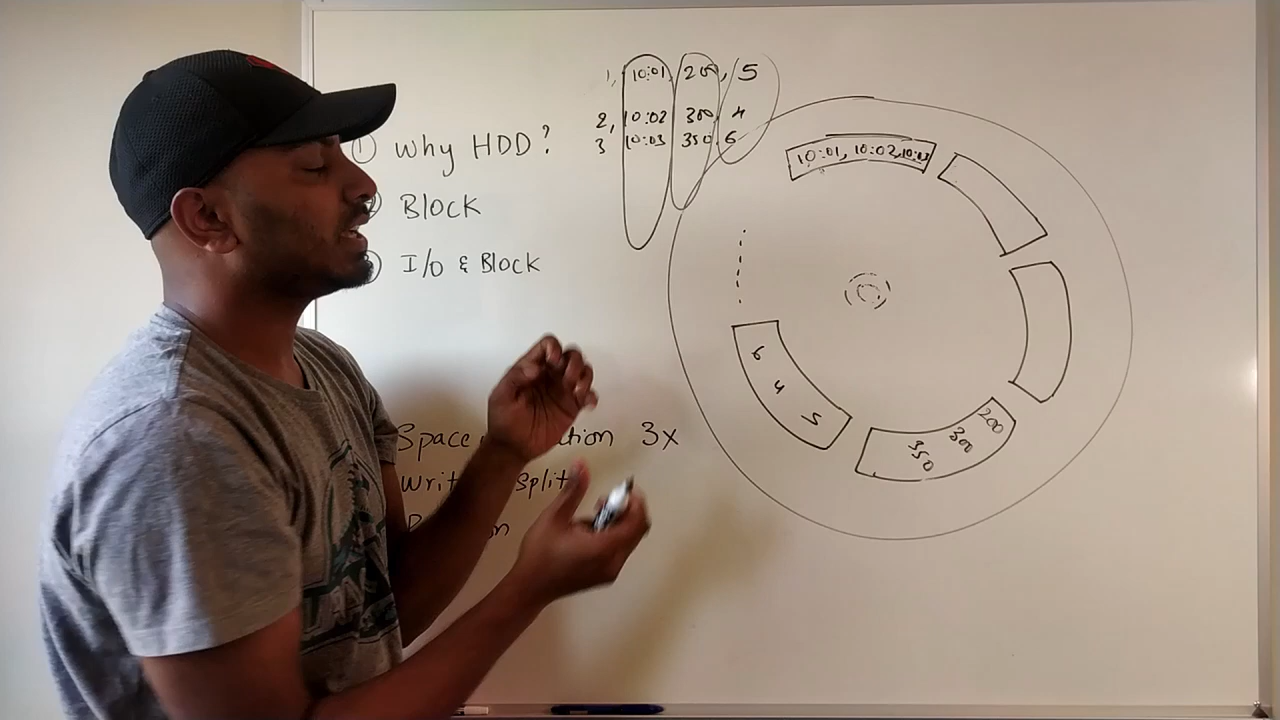 1, 10:01, 200, 5
2, 10:02 300 4
3 10:03 350 6
① Why HDD?
Block
I/O & Block
Space 3x
split
10:01, 10:02, 10:03
200
300
350
5
4
6